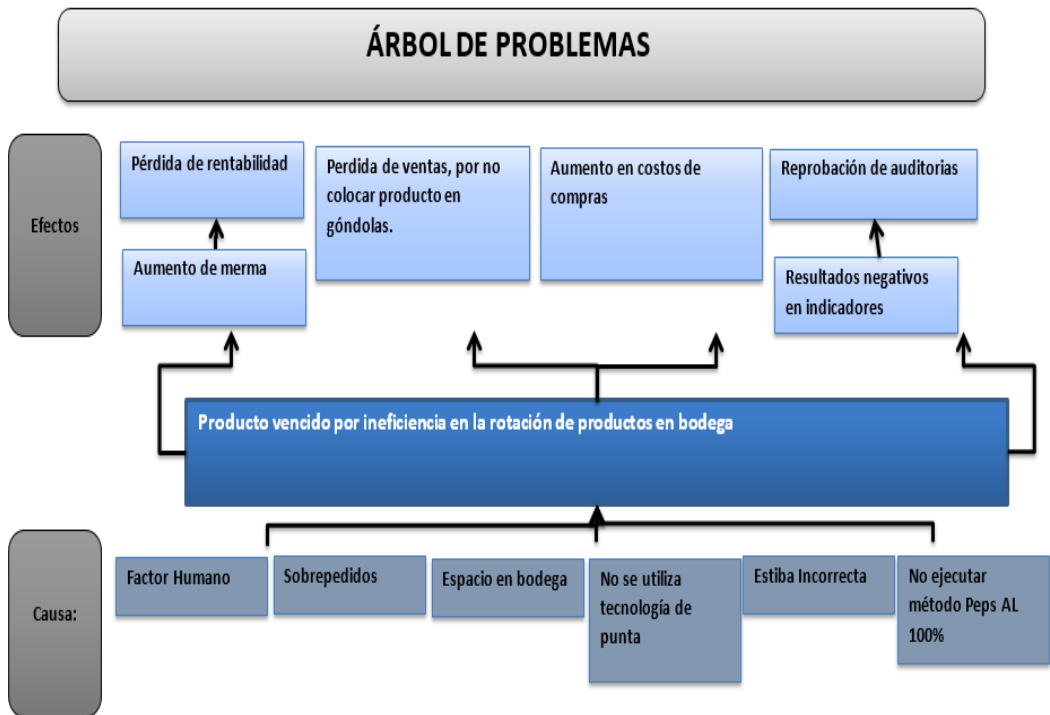 ÁRBOL DE PROBLEMAS
Efectos
Pérdida de rentabilidad
Perdida de ventas, por no
colocar producto en
góndolas.
Aumento en costos de
compras
Reprobación de auditorias
Aumento de merma
Resultados negativos
en indicadores
Producto vencido por ineficiencia en la rotación de productos en bodega
Causa:
Factor Humano
Sobrepedidos
Espacio en bodega
No se utiliza
tecnología de
punta
Estiba Incorrecta
No ejecutar
método Peps AL
100%